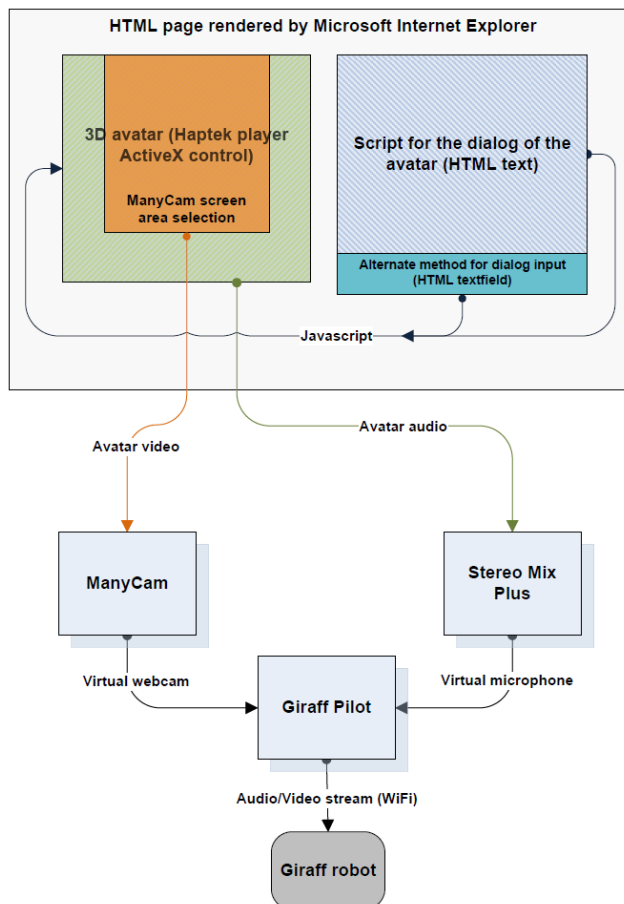 HTML page rendered by Microsoft Internet Explorer
3D avatar (Haptek player
ActiveX control)
ManyCam screen
area selection
Script for the dialog of the
avatar (HTML text)
Alternate method for dialog input
(HTML textfield)
Javascript
Avatar video
Avatar audio
ManyCam
Stereo Mix
Plus
Virtual webcam
Giraff Pilot
Virtual microphone
Audio/Video stream (WiFi)
Giraff robot